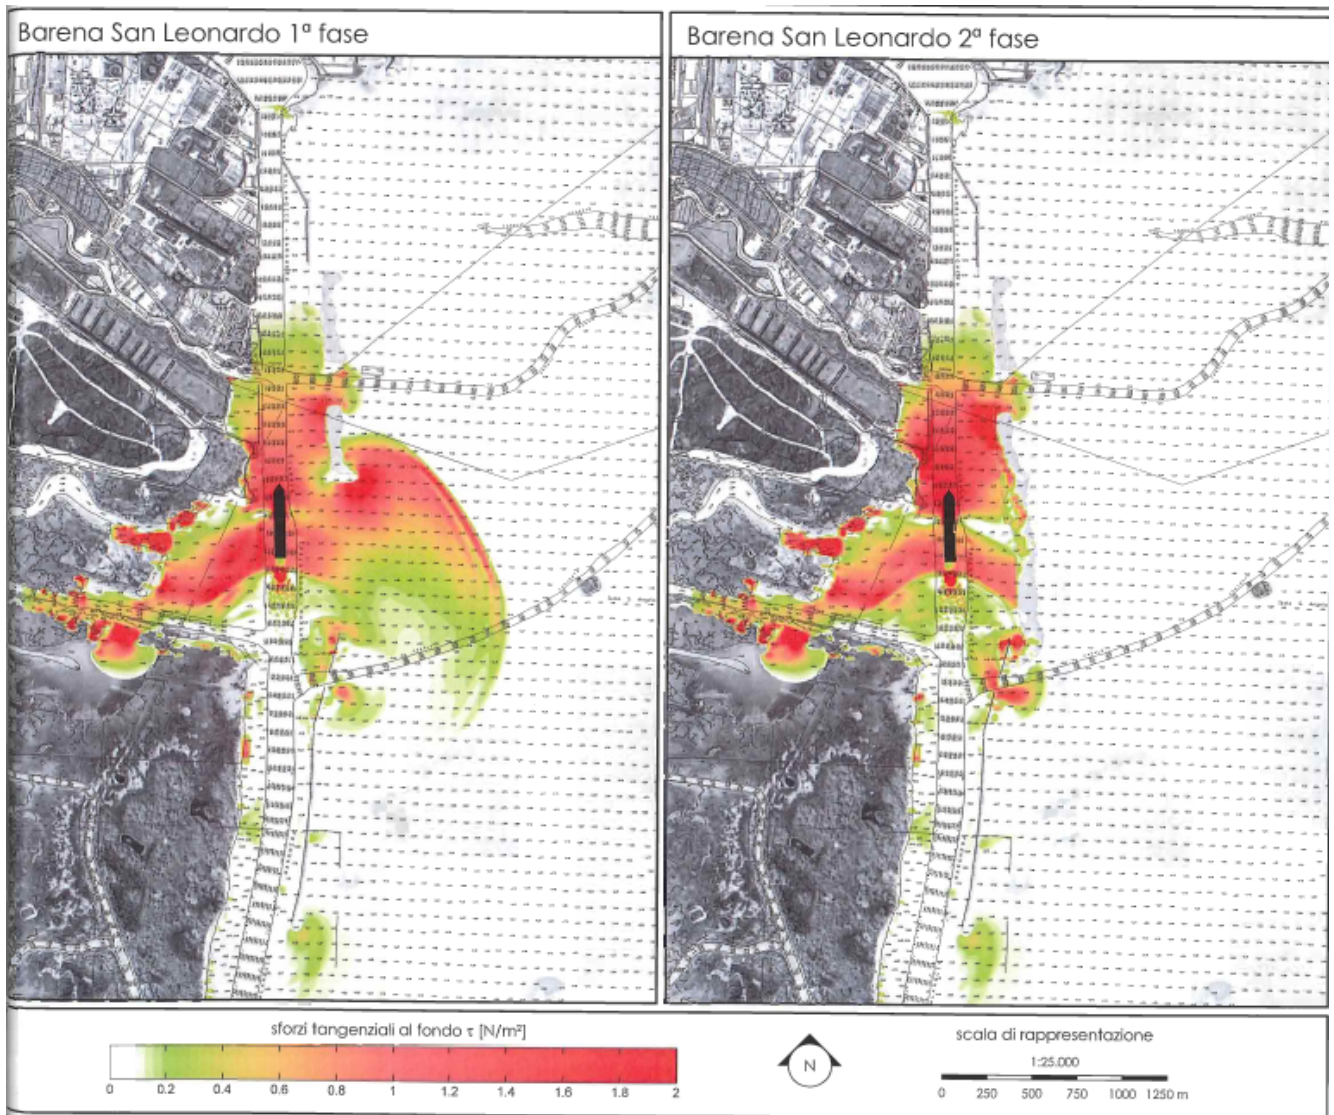 Barena San Leonardo 1ª fase
Barena San Leonardo 2ª fase
sforzi tangenziali al fondo τ [N/m²]
0 0.2 0.4 0.6 0.8 1 1.2 1.4 1.6 1.8 2
N
scala di rappresentazione
1:25.000
0 250 500 750 1000 1250 m